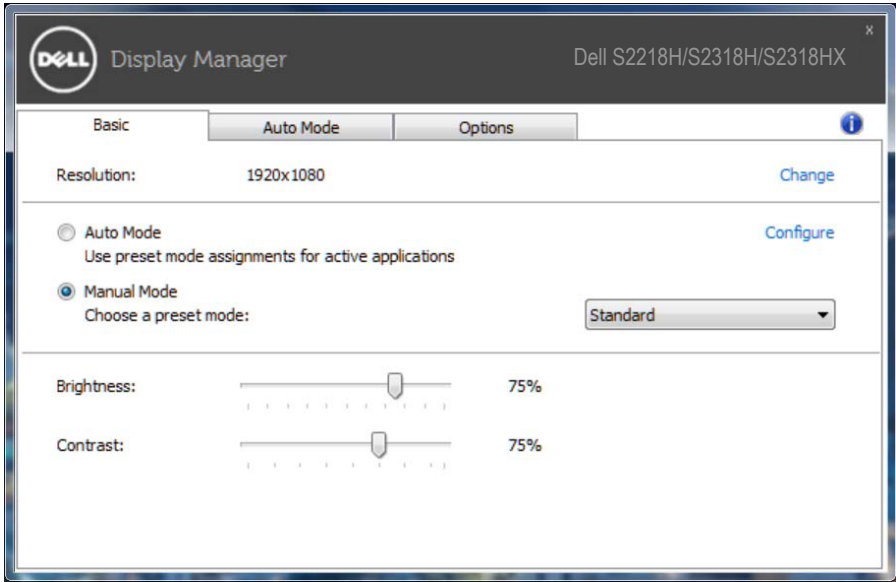 DELL Display Manager Dell S2218H/S2318H/S2318HX x
Basic Auto Mode Options i
Resolution: 1920x1080 Change
Auto Mode Configure
Use preset mode assignments for active applications
Manual Mode
Choose a preset mode: Standard
Brightness: 75%
Contrast: 75%